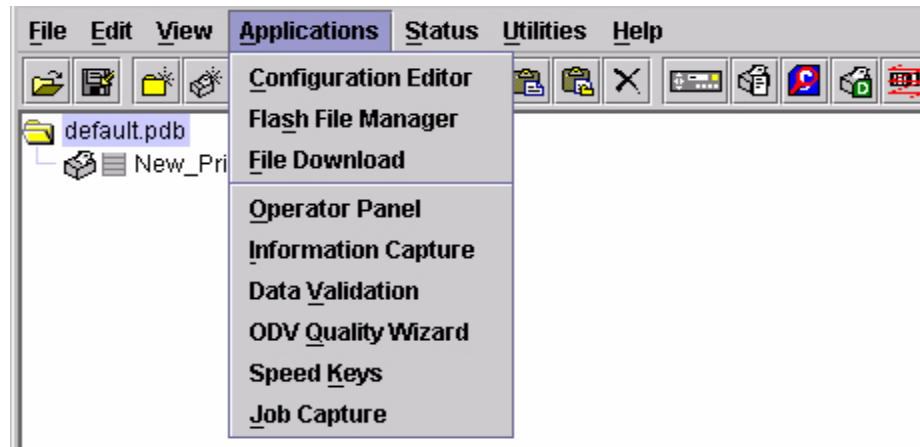 File Edit View Applications Status Utilities Help
Configuration Editor
Flash File Manager
default.pdb
File Download
New_Pri
Operator Panel
Information Capture
Data Validation
ODV Quality Wizard
Speed Keys
Job Capture